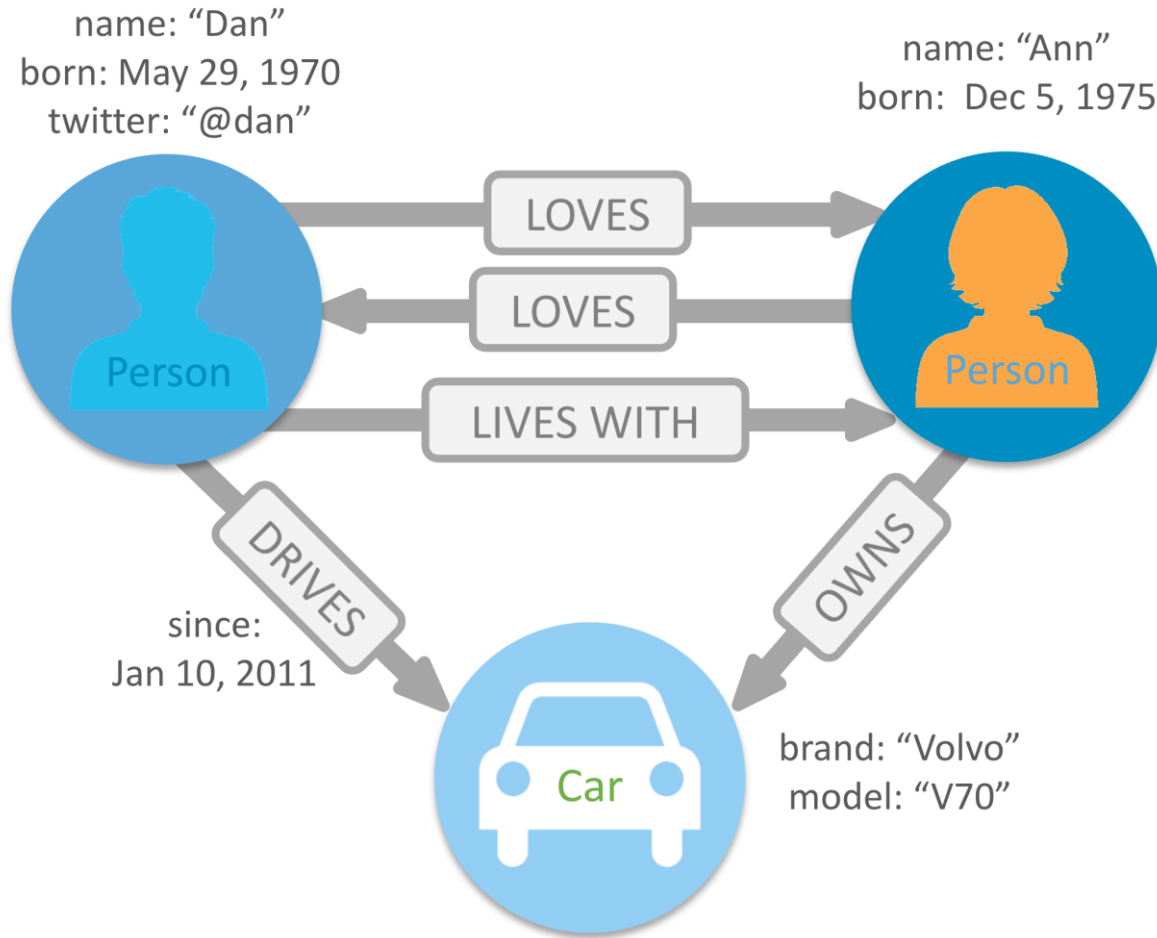 name: “Dan”
born: May 29, 1970
twitter: “@dan”
name: “Ann”
born:  Dec 5, 1975
LOVES
LOVES
Person
Person
LIVES WITH
DRIVES
OWNS
since:
Jan 10, 2011
Car
brand: “Volvo”
model: “V70”